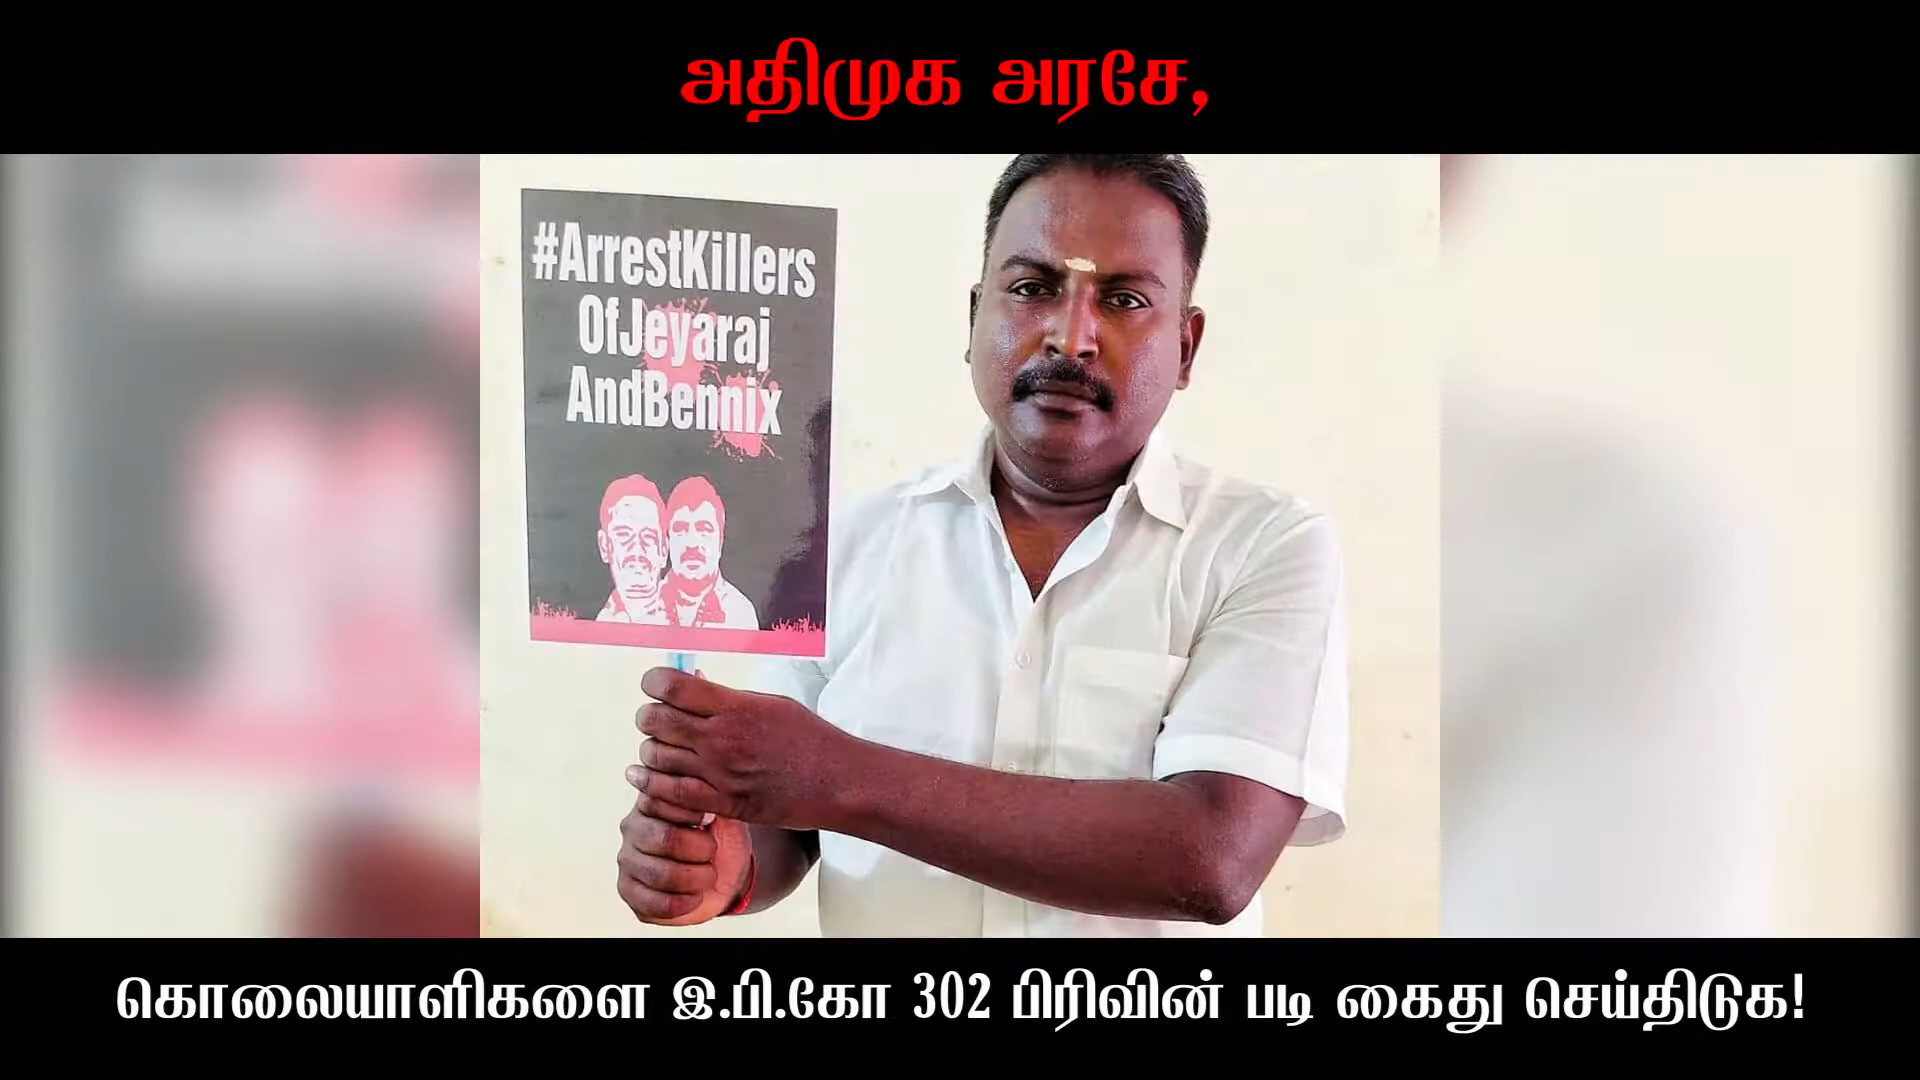 அதிமுக அரசே,
#ArrestKillers
OfJeyaraj
AndBennix
கொலையாளிகளை இ.பி.கோ 302 பிரிவின் படி கைது செய்திடுக!